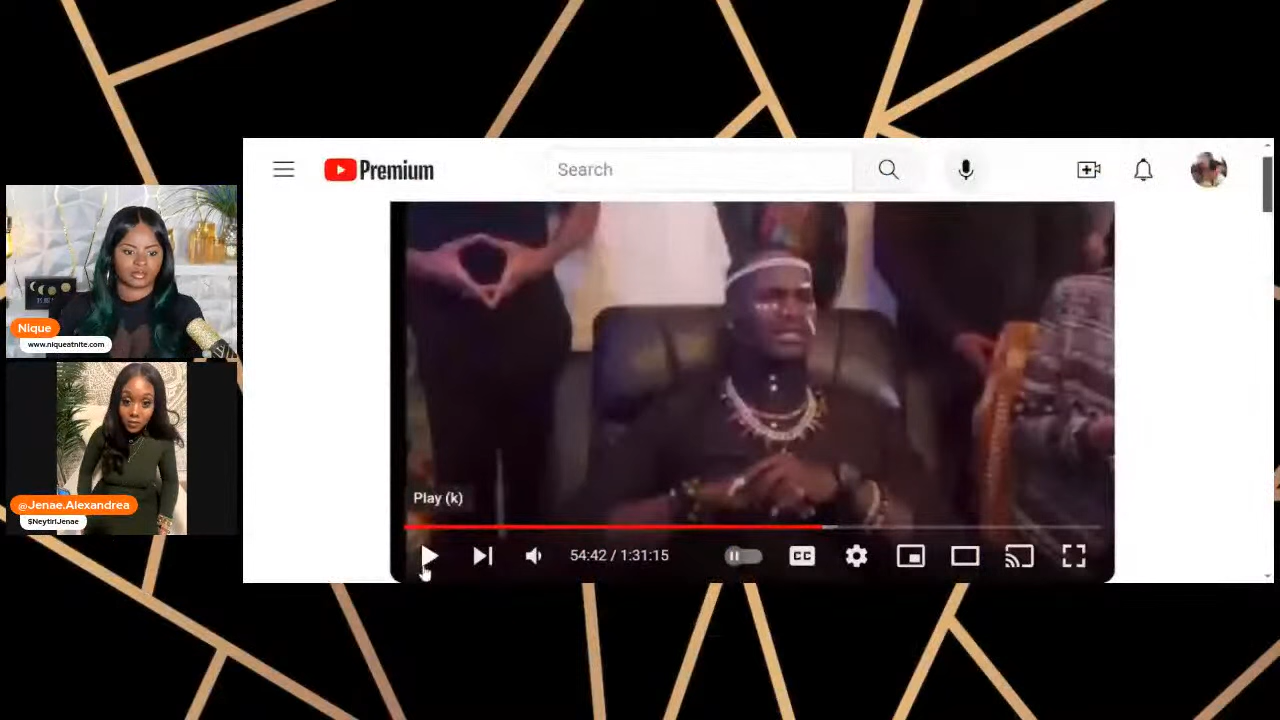 Premium
Search
Nique
www.niqueatnite.com
@Jenae.Alexandrea
$NeytiriJenae
Play (k)
54:42 / 1:31:15
CC